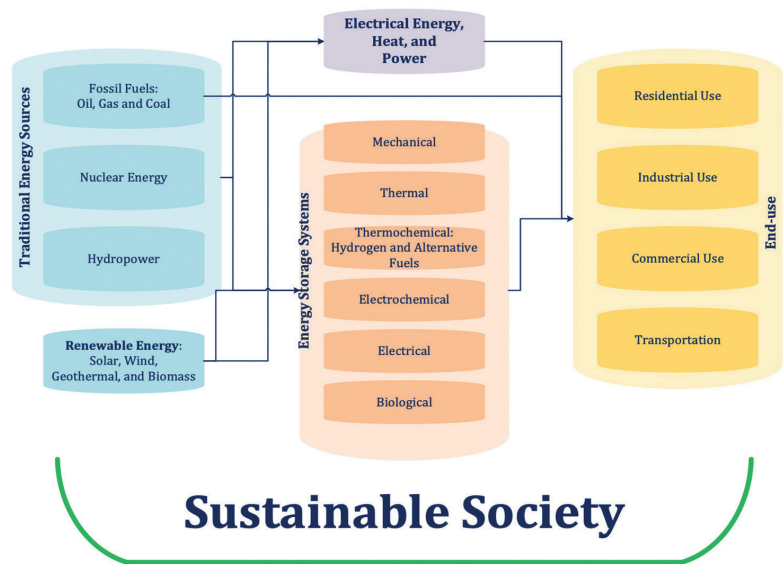 Electrical Energy,
Heat, and
Power
Traditional Energy Sources
Fossil Fuels:
Oil, Gas and Coal
Nuclear Energy
Hydropower
Renewable Energy:
Solar, Wind,
Geothermal, and Biomass
Energy Storage Systems
Mechanical
Thermal
Thermochemical:
Hydrogen and Alternative
Fuels
Electrochemical
Electrical
Biological
Residential Use
Industrial Use
Commercial Use
Transportation
End-use
Sustainable Society